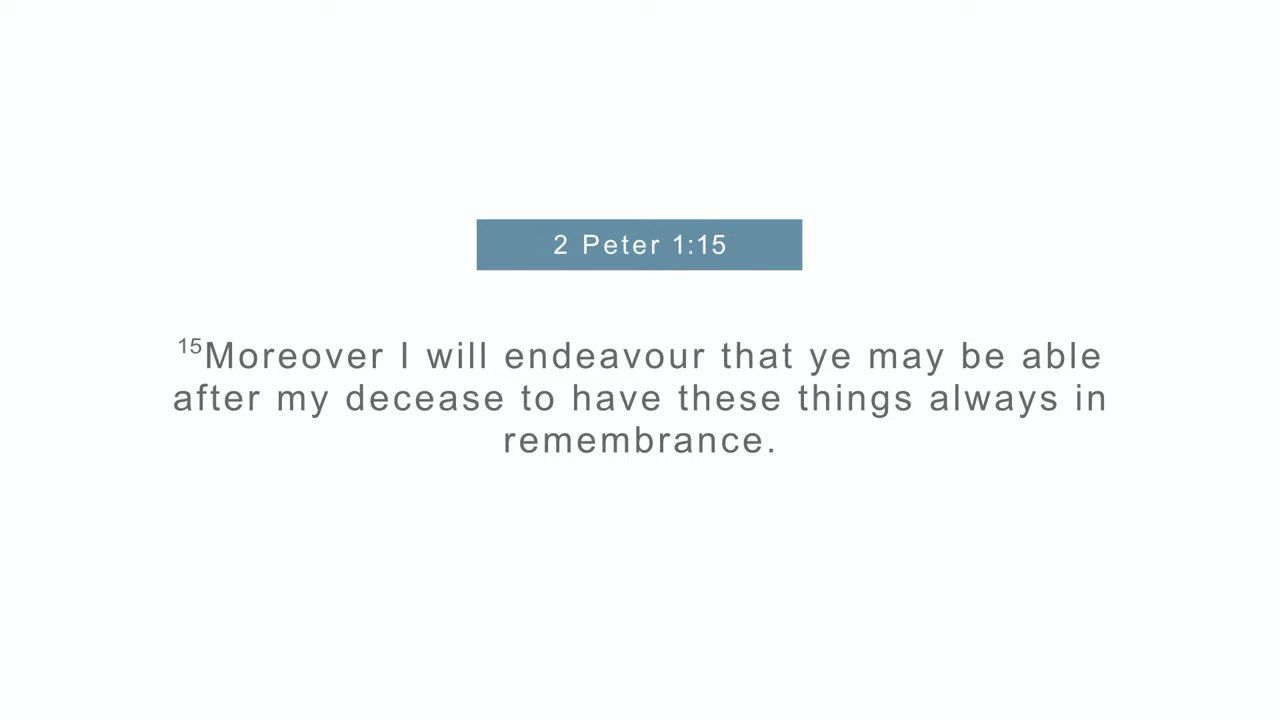 2 Peter 1:15
15Moreover I will endeavour that ye may be able
after my decease to have these things always in
remembrance.